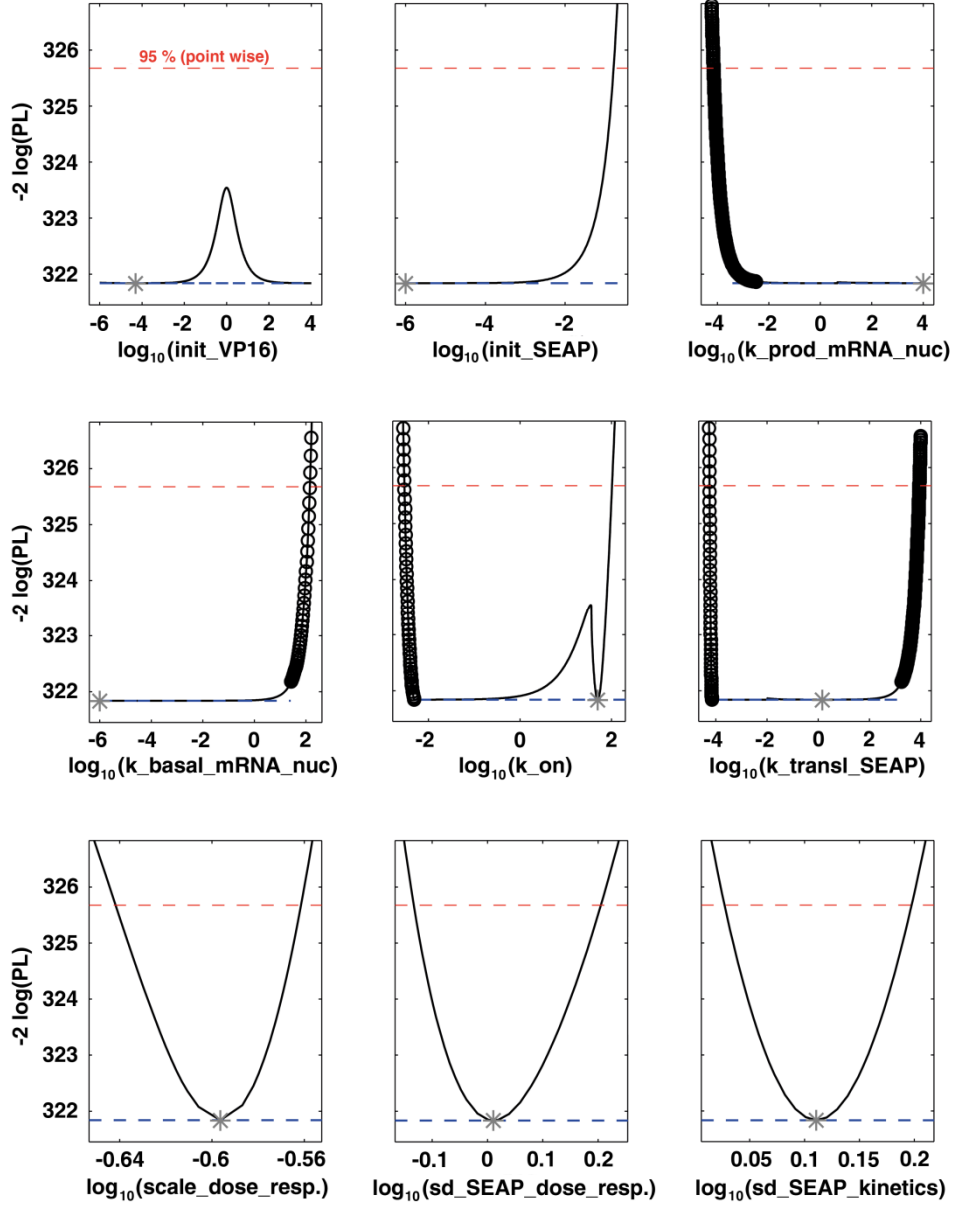 95 % (point wise)
-2 log(PL)
326
325
324
323
322
-6 -4 -2 0 2 4
log10(init_VP16)
-6 -4 -2
log10(init_SEAP)
-4 -2 0 2 4
log10(k_prod_mRNA_nuc)
-2 log(PL)
326
325
324
323
322
-6 -4 -2 0 2
log10(k_basal_mRNA_nuc)
-2 0 2
log10(k_on)
-4 -2 0 2 4
log10(k_transl_SEAP)
-2 log(PL)
326
325
324
323
322
-0.64 -0.6 -0.56
log10(scale_dose_resp.)
-0.1 0 0.1 0.2
log10(sd_SEAP_dose_resp.)
0.05 0.1 0.15 0.2
log10(sd_SEAP_kinetics)